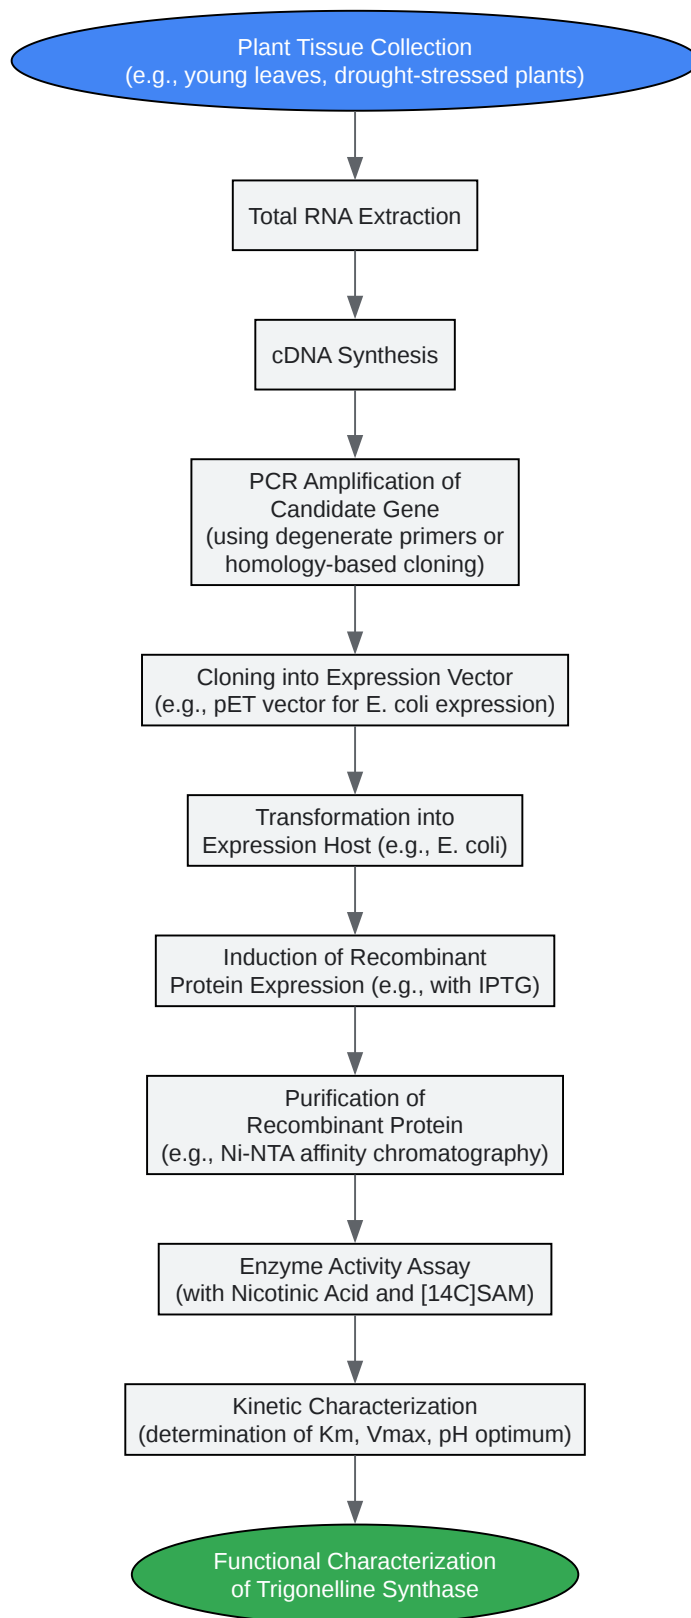 Plant Tissue Collection
(e.g., young leaves, drought-stressed plants)
Total RNA Extraction
cDNA Synthesis
PCR Amplification of
Candidate Gene
(using degenerate primers or
homology-based cloning)
Cloning into Expression Vector
(e.g., pET vector for E. coli expression)
Transformation into
Expression Host (e.g., E. coli)
Induction of Recombinant
Protein Expression (e.g., with IPTG)
Purification of
Recombinant Protein
(e.g., Ni-NTA affinity chromatography)
Enzyme Activity Assay
(with Nicotinic Acid and [14C]SAM)
Kinetic Characterization
(determination of Km, Vmax, pH optimum)
Functional Characterization
of Trigonelline Synthase